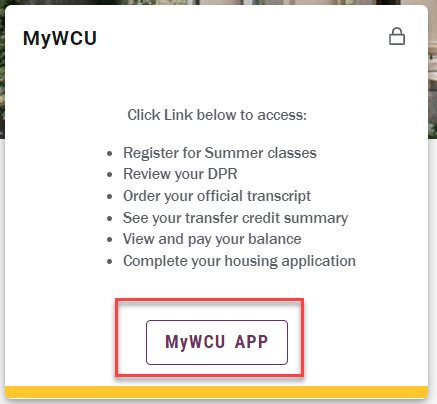 MyWCU
Click Link below to access:
• Register for Summer classes
• Review your DPR
• Order your official transcript
• See your transfer credit summary
• View and pay your balance
• Complete your housing application
MyWCU APP